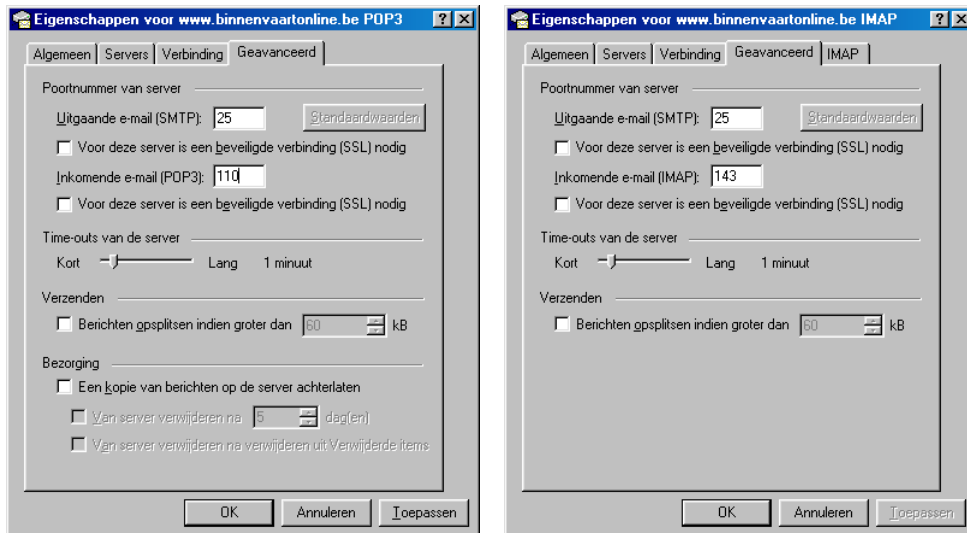 Eigenschappen voor www.binnenvaartonline.be POP3
Algemeen Servers Verbinding Geavanceerd
Poortnummer van server
Uitgaande e-mail (SMTP): 25 Standaardwaarden
Voor deze server is een beveiligde verbinding (SSL) nodig
Inkomende e-mail (POP3): 110
Voor deze server is een beveiligde verbinding (SSL) nodig
Time-outs van de server
Kort Lang 1 minuut
Verzenden
Berichten opsplitsen indien groter dan 60 kB
Bezorging
Een kopie van berichten op de server achterlaten
Van server verwijderen na 5 dag(en)
Van server verwijderen na verwijderen uit Verwijderde items
OK Annuleren Toepassen
Eigenschappen voor www.binnenvaartonline.be IMAP
Algemeen Servers Verbinding Geavanceerd IMAP
Poortnummer van server
Uitgaande e-mail (SMTP): 25 Standaardwaarden
Voor deze server is een beveiligde verbinding (SSL) nodig
Inkomende e-mail (IMAP): 143
Voor deze server is een beveiligde verbinding (SSL) nodig
Time-outs van de server
Kort Lang 1 minuut
Verzenden
Berichten opsplitsen indien groter dan 60 kB
OK Annuleren Toepassen